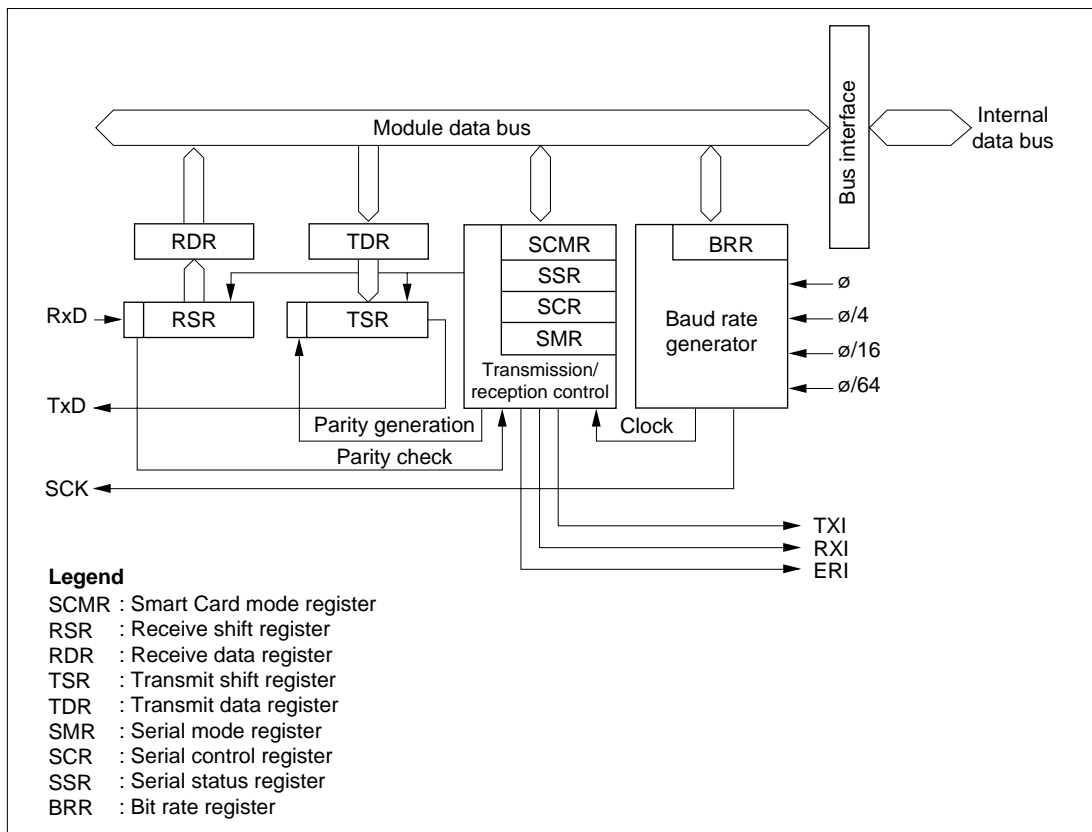 Module data bus
Bus interface
Internal
data bus
RDR
TDR
SCMR
BRR
SSR
RxD
RSR
TSR
SCR
SMR
Baud rate
generator
ø
ø/4
ø/16
ø/64
Transmission/
reception control
TxD
Parity generation
Clock
Parity check
SCK
TXI
RXI
ERI
Legend
SCMR : Smart Card mode register
RSR : Receive shift register
RDR : Receive data register
TSR : Transmit shift register
TDR : Transmit data register
SMR : Serial mode register
SCR : Serial control register
SSR : Serial status register
BRR : Bit rate register